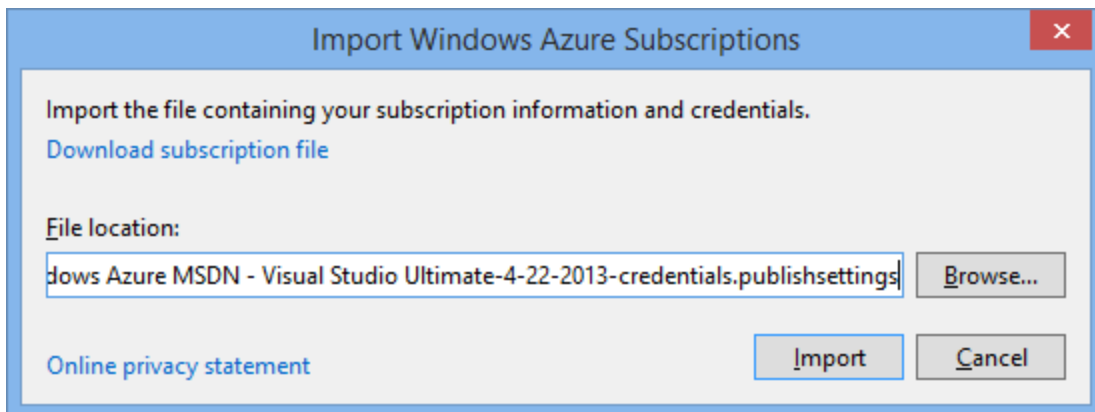 Import Windows Azure Subscriptions
Import the file containing your subscription information and credentials.
Download subscription file
File location:
dows Azure MSDN - Visual Studio Ultimate-4-22-2013-credentials.publishsettings
Browse...
Online privacy statement
Import
Cancel